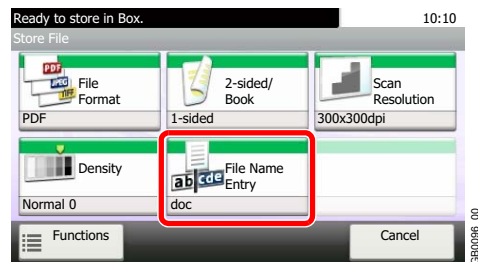 Ready to store in Box. 10:10
Store File
PDF
JPEG
TIFF
File
Format
PDF
2-sided/
Book
1-sided
Scan
Resolution
300x300dpi
Density
Normal 0
ab cde
File Name
Entry
doc
Functions
Cancel
GB0096_00